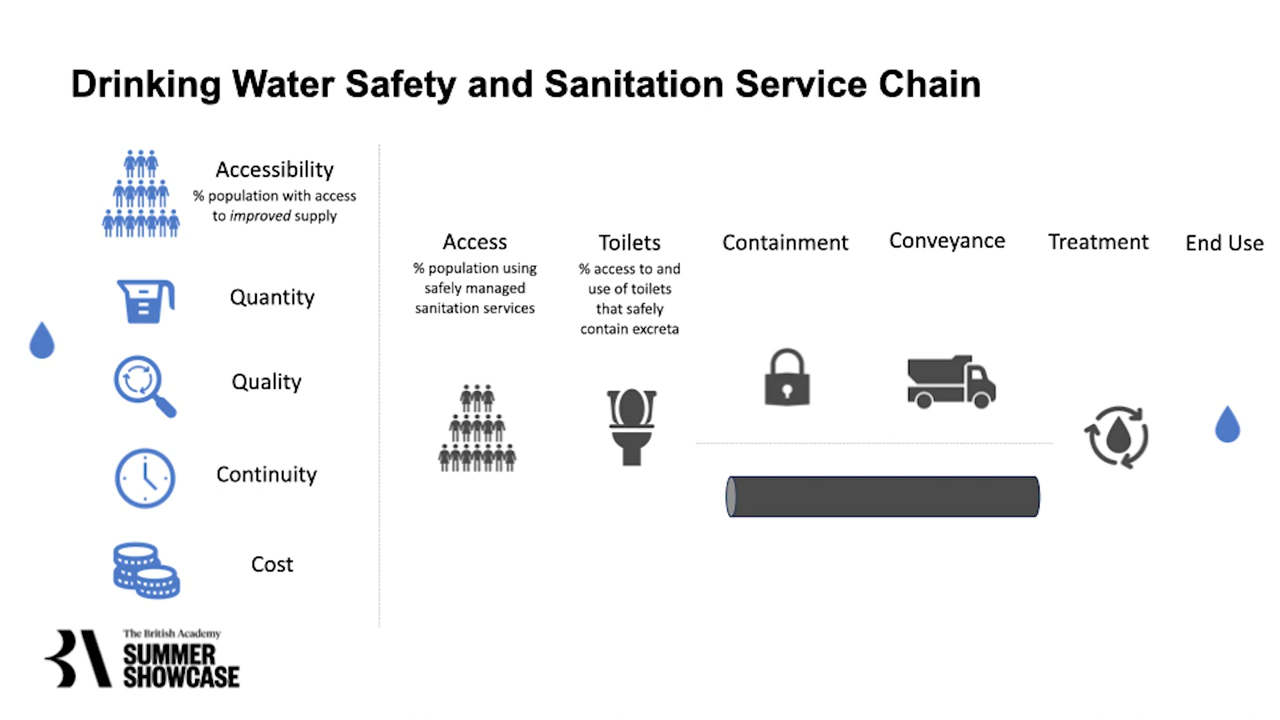 Drinking Water Safety and Sanitation Service Chain
Accessibility
% population with access
to improved supply
Quantity
Quality
Continuity
Cost
Access
% population using
safely managed
sanitation services
Toilets
% access to and
use of toilets
that safely
contain excreta
Containment
Conveyance
Treatment
End Use
The British Academy
SUMMER
SHOWCASE